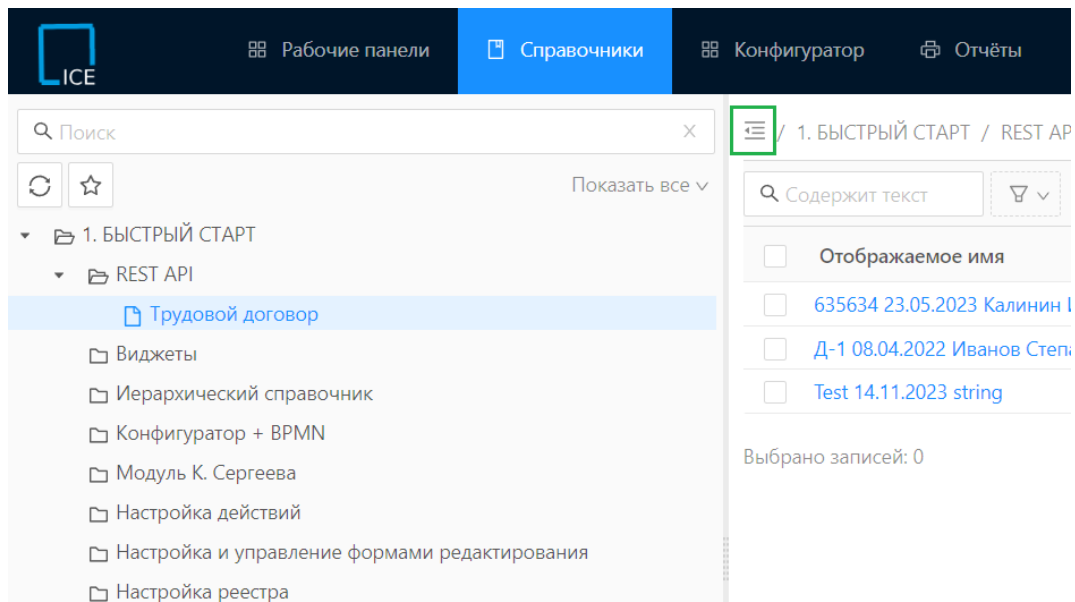 ICE
Рабочие панели
Справочники
Конфигуратор
Отчёты
Поиск
Показать все
1. БЫСТРЫЙ СТАРТ
REST API
Трудовой договор
Виджеты
Иерархический справочник
Конфигуратор + BPMN
Модуль К. Сергеева
Настройка действий
Настройка и управление формами редактирования
Настройка реестра
/ 1. БЫСТРЫЙ СТАРТ / REST AP
Содержит текст
Отображаемое имя
635634 23.05.2023 Калинин
Д-1 08.04.2022 Иванов Степа
Test 14.11.2023 string
Выбрано записей: 0